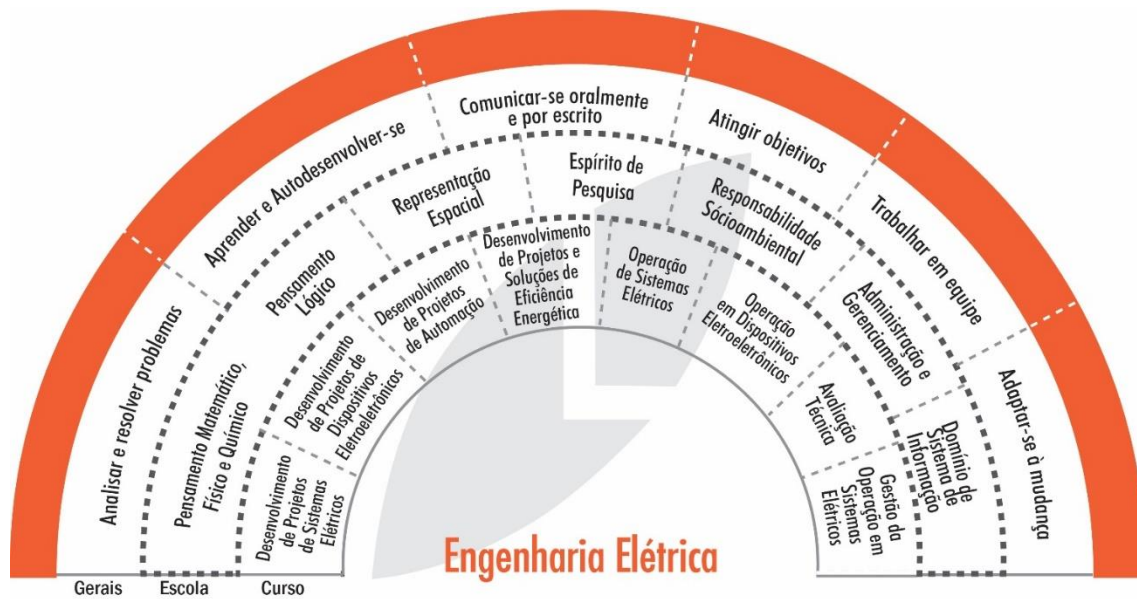 Analisar e resolver problemas
Aprender e Autodesenvolver-se
Comunicar-se oralmente
e por escrito
Atingir objetivos
Trabalhar em equipe
Adaptar-se à mudança
Pensamento Matemático,
Físico e Químico
Pensamento
Lógico
Representação
Espacial
Espírito de
Pesquisa
Responsabilidade
Sócioambiental
Administração e
Gerenciamento
Domínio de
Sistema de
Informação
Desenvolvimento
de Projetos
de Sistemas
Elétricos
Desenvolvimento
de Projetos de
Dispositivos
Eletroeletrônicos
Desenvolvimento
de Projetos
de Automação
Desenvolvimento
de Projetos e
Soluções de
Eficiência
Energética
Operação
de Sistemas
Elétricos
Operação
em Dispositivos
Eletroeletrônicos
Avaliação
Técnica
Gestão da
Operação em
Sistemas
Elétricos
Engenharia Elétrica
Gerais
Escola
Curso